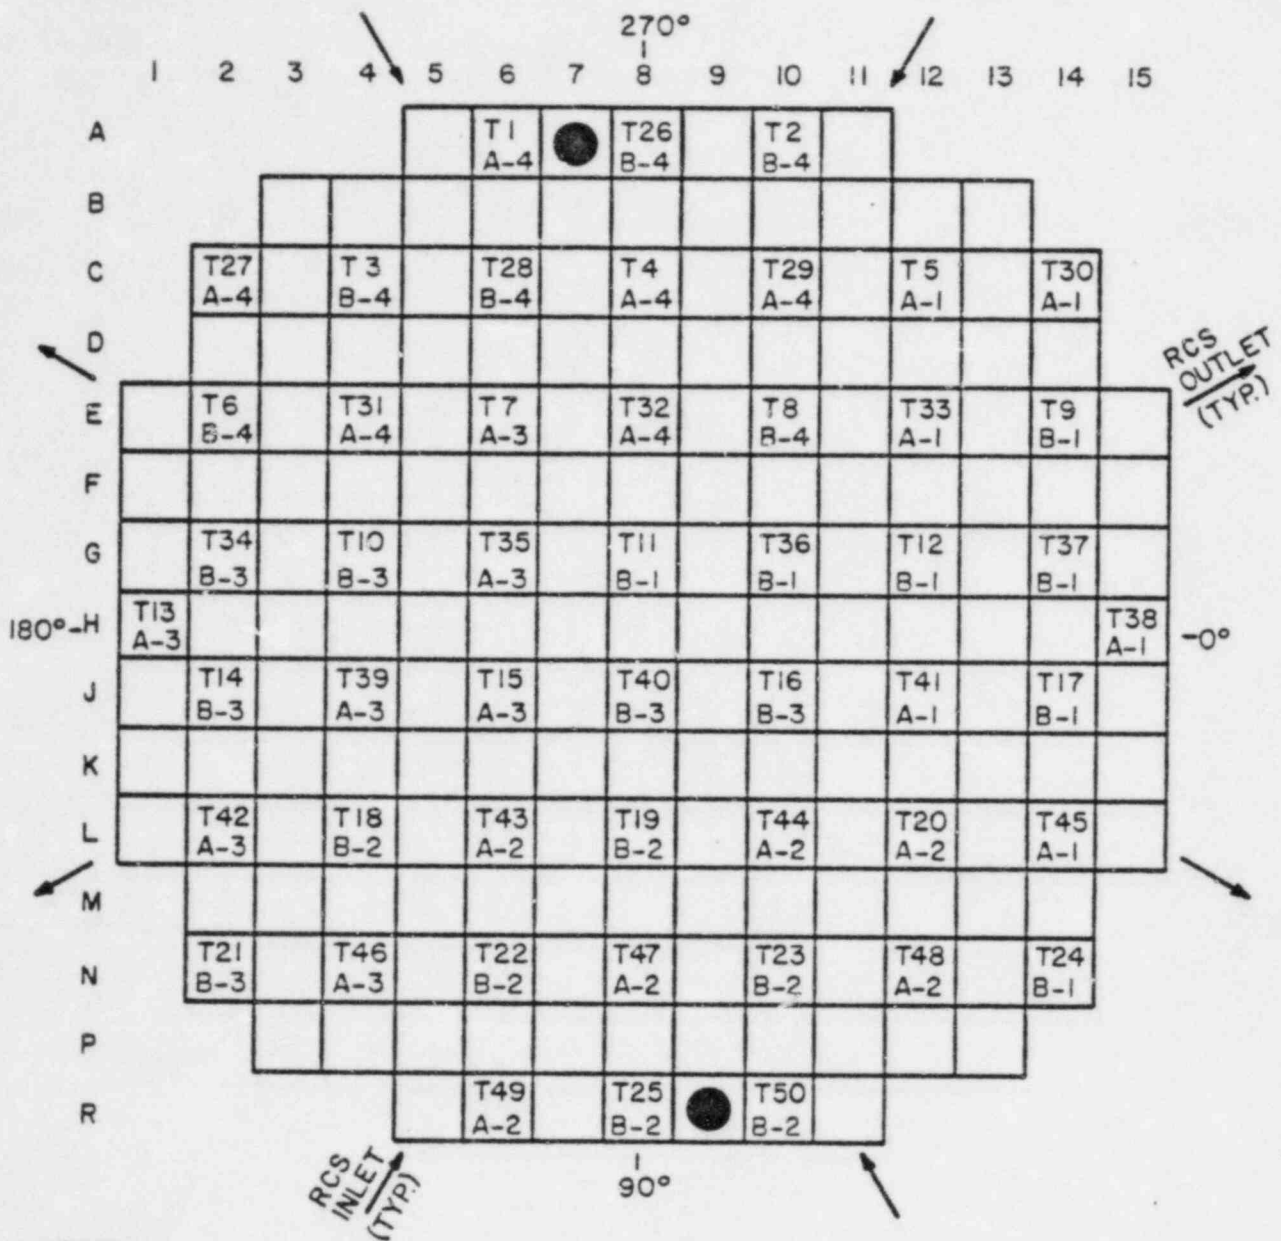 270°
1 2 3 4 5 6 7 8 9 10 11 12 13 14 15
A T1 T26 T2
A-4 B-4 B-4
B
C T27 T3 T28 T4 T29 T5 T30
A-4 B-4 B-4 A-4 A-4 A-1 A-1
D
RCS
OUTLET
(TYP.)
E T6 T31 T7 T32 T8 T33 T9
B-4 A-4 A-3 A-4 B-4 A-1 B-1
F
G T34 T10 T35 T11 T36 T12 T37
B-3 B-3 A-3 B-1 B-1 B-1 B-1
180° H T13 T38 0°
A-3 A-1
J T14 T39 T15 T40 T16 T41 T17
B-3 A-3 A-3 B-3 B-3 A-1 B-1
K
L T42 T18 T43 T19 T44 T20 T45
A-3 B-2 A-2 B-2 A-2 A-2 A-1
M
N T21 T46 T22 T47 T23 T48 T24
B-3 A-3 B-2 A-2 B-2 A-2 B-1
P
R T49 T25 T50
A-2 B-2 B-2
RCS
INLET
(TYP.)
90°